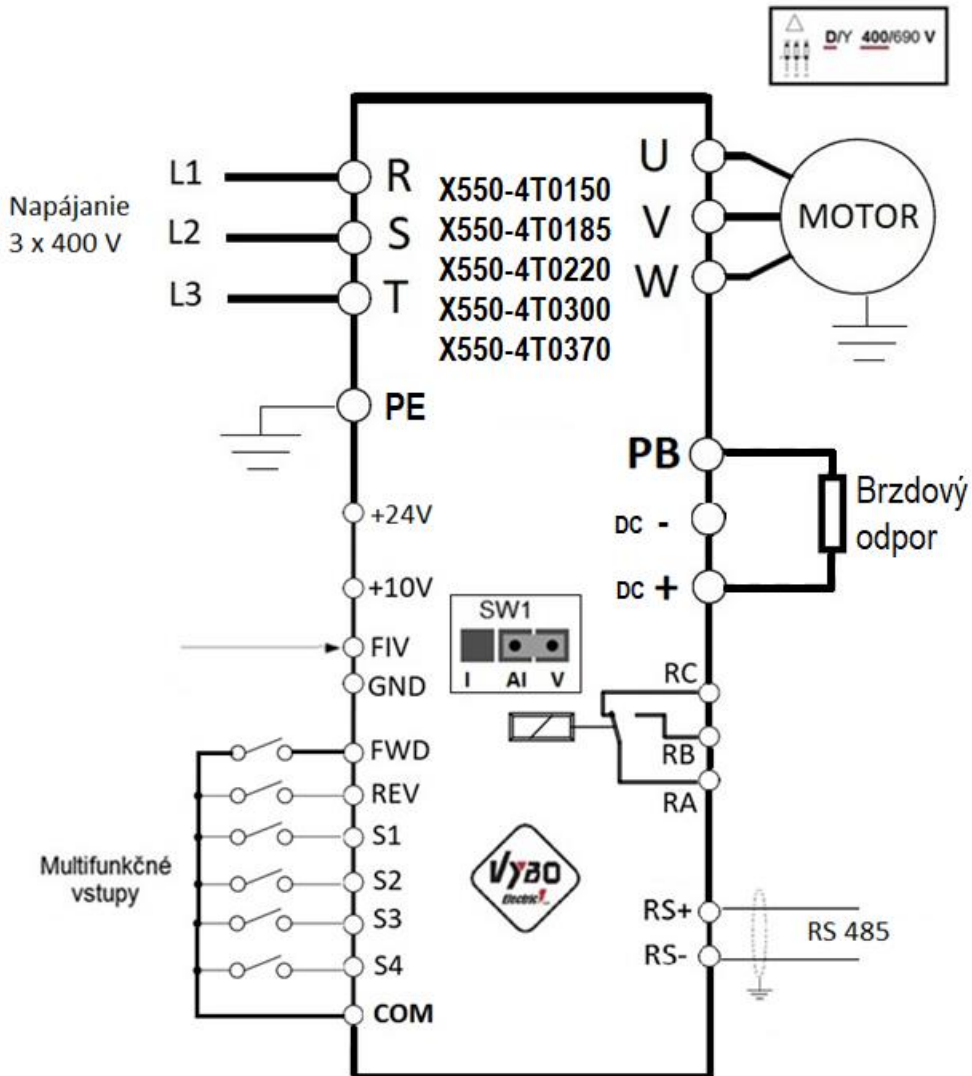 D/Y 400/690 V
L1
L2
L3
Napájanie
3 x 400 V
R
S
T
X550-4T0150
X550-4T0185
X550-4T0220
X550-4T0300
X550-4T0370
U
V
W
MOTOR
PE
PB
DC -
DC +
Brzdový
odpor
+24V
+10V
FIV
GND
SW1
I AI V
RC
RB
RA
FWD
REV
S1
S2
S3
S4
COM
Multifunkčné
vstupy
VYBO
Electric
RS+
RS-
RS 485